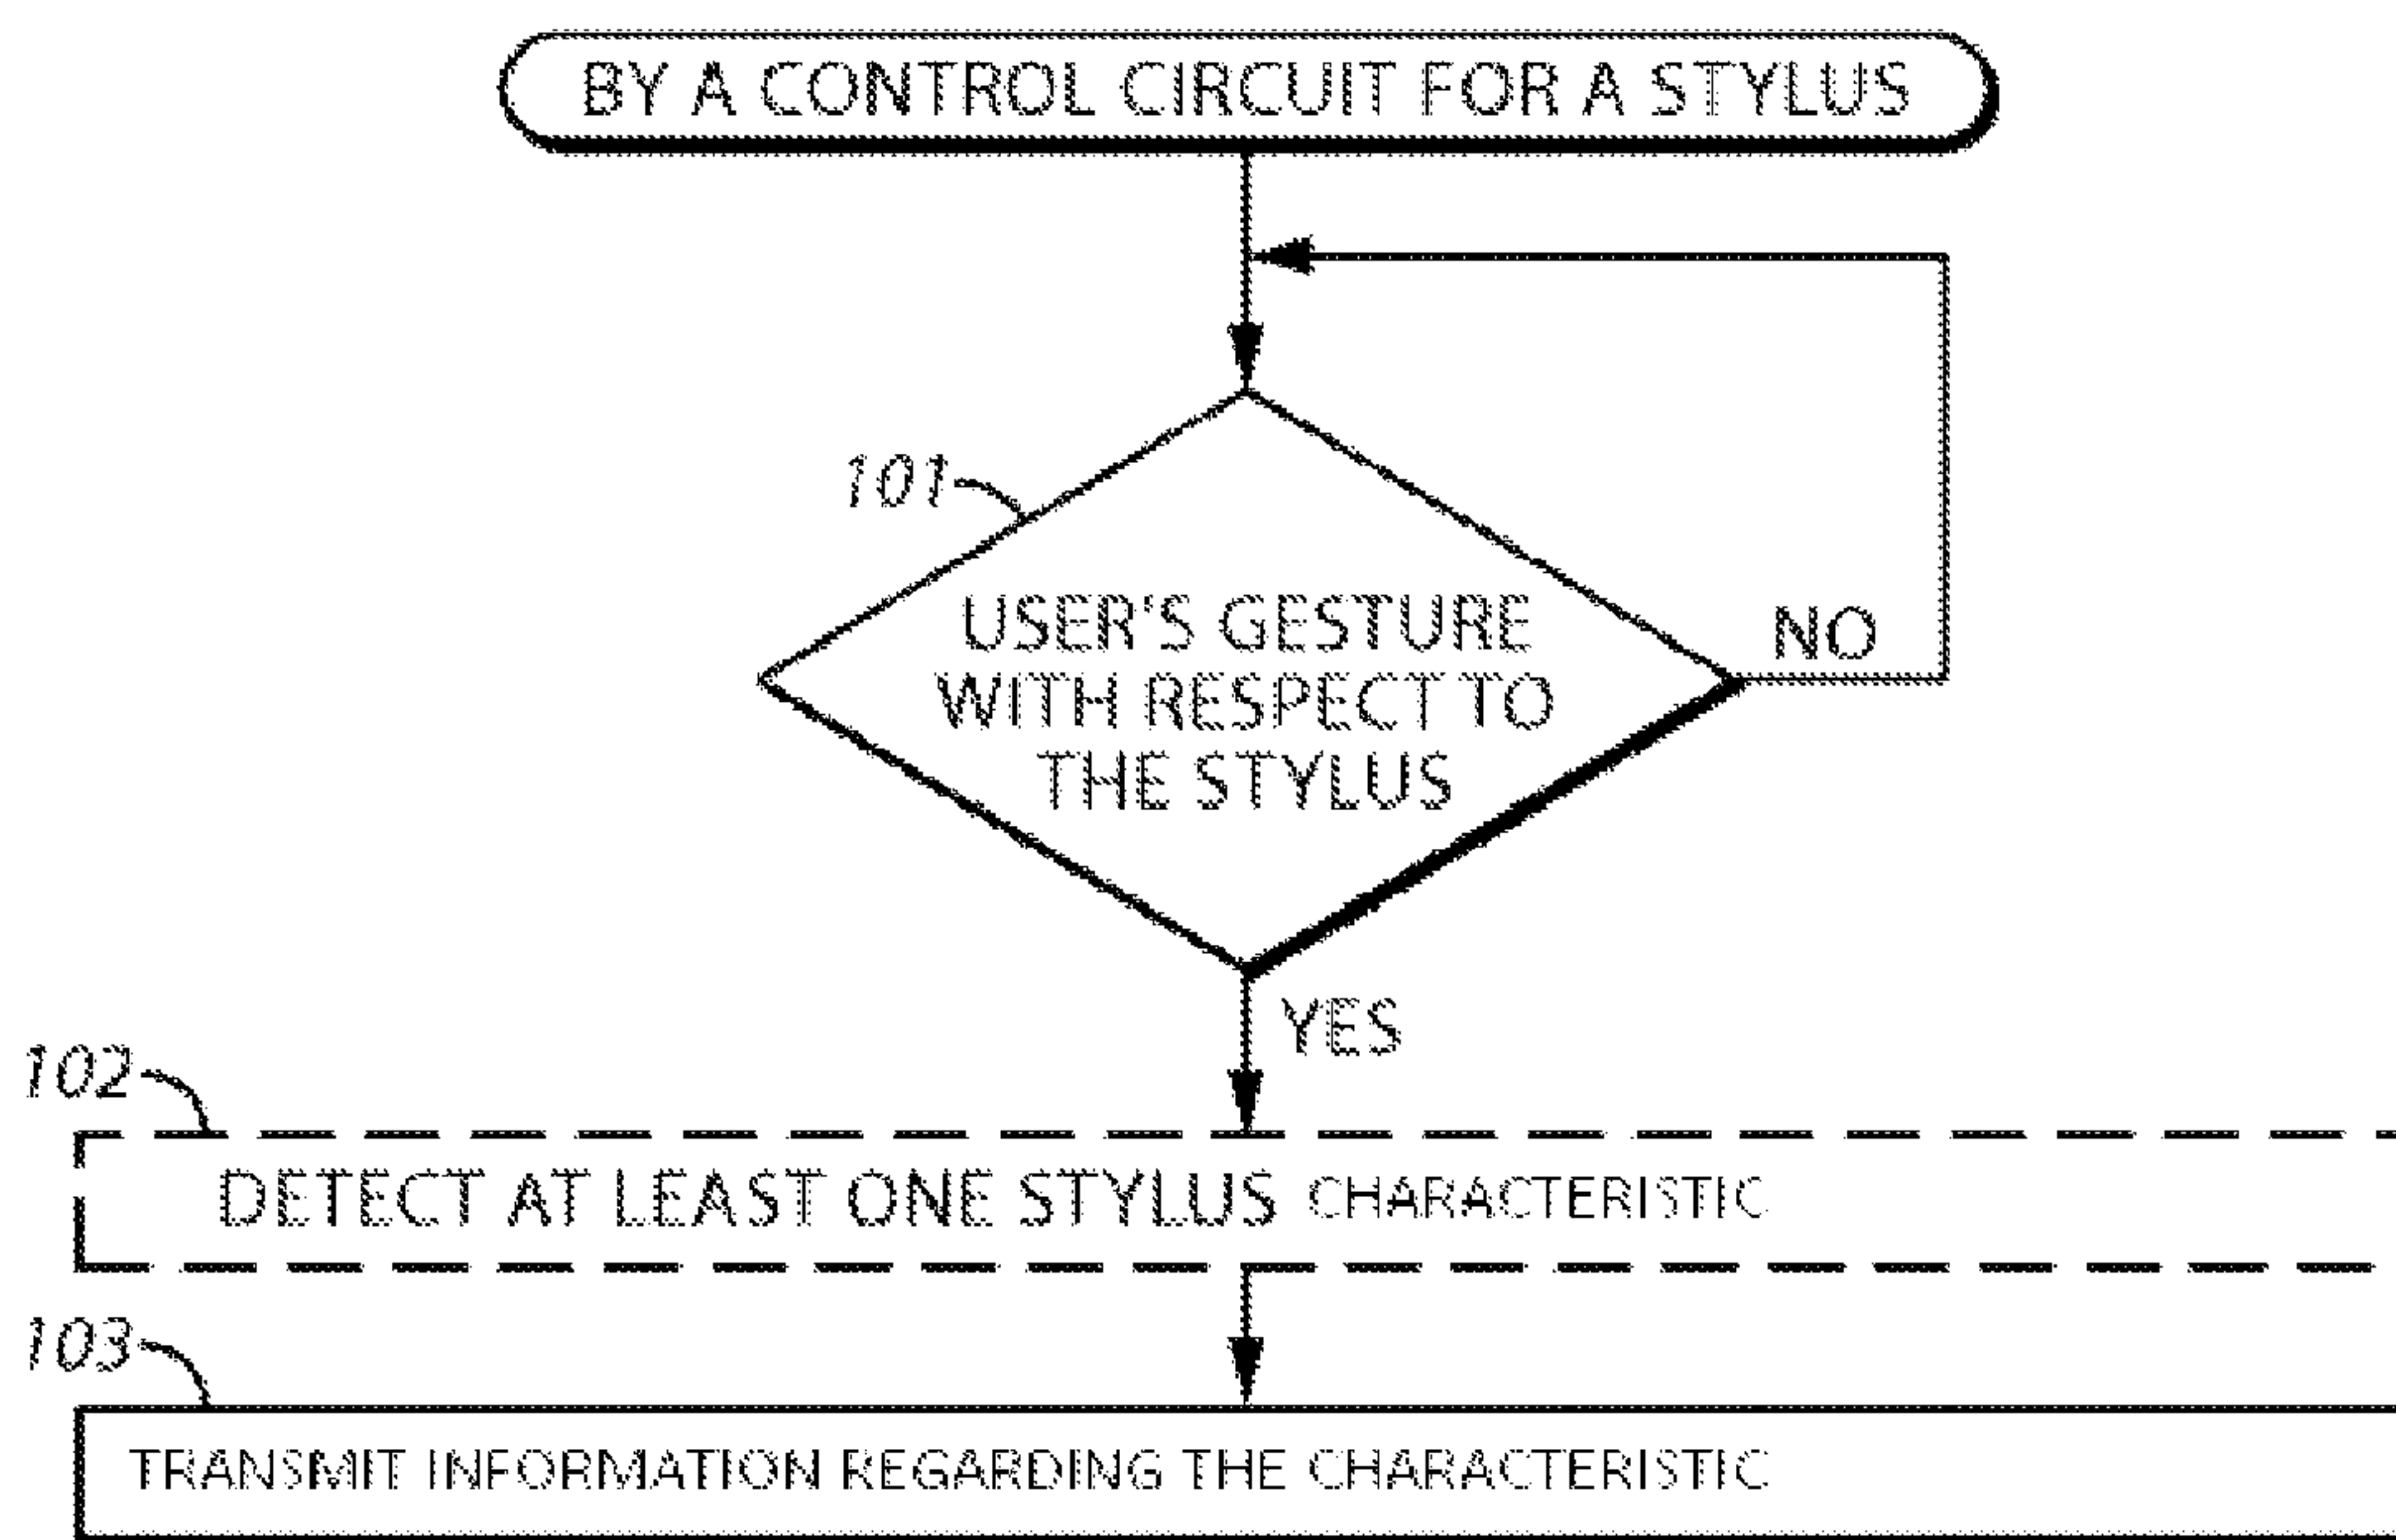 BY A CONTROL CIRCUIT FOR A STYLUS
101
USER'S GESTURE
WITH RESPECT TO
THE STYLUS
NO
YES
102
DETECT AT LEAST ONE STYLUS CHARACTERISTIC
103
TRANSMIT INFORMATION REGARDING THE CHARACTERISTIC